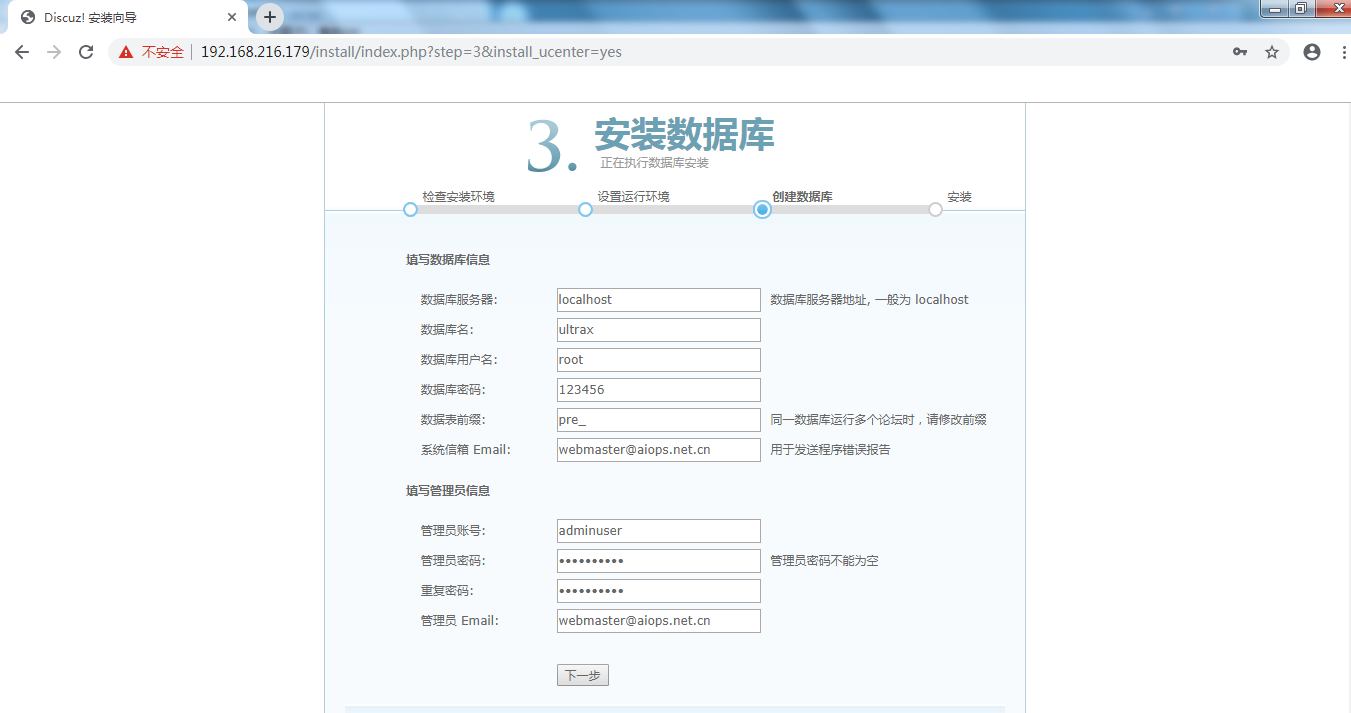 Discuz! 安装向导
不安全 192.168.216.179/install/index.php?step=3&install_ucenter=yes
3. 安装数据库
正在执行数据库安装
检查安装环境 设置运行环境 创建数据库 安装
填写数据库信息
数据库服务器: localhost 数据库服务器地址, 一般为 localhost
数据库名: ultrax
数据库用户名: root
数据库密码: 123456
数据表前缀: pre_ 同一数据库运行多个论坛时，请修改前缀
系统信箱 Email: webmaster@aiops.net.cn 用于发送程序错误报告
填写管理员信息
管理员账号: adminuser
管理员密码: •••••••••• 管理员密码不能为空
重复密码: ••••••••••
管理员 Email: webmaster@aiops.net.cn
下一步